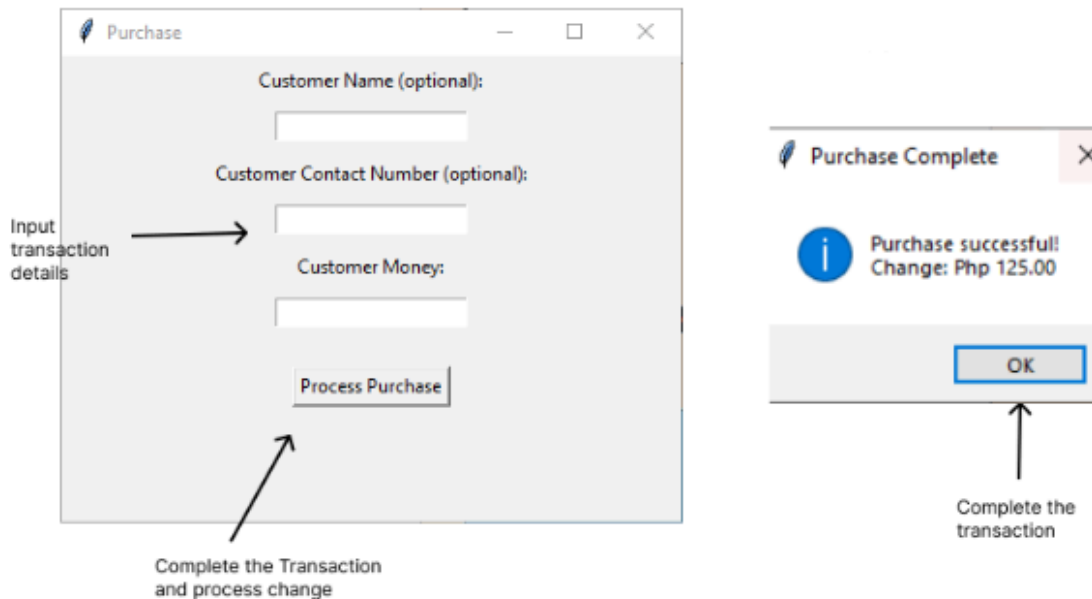 Purchase
Customer Name (optional):
Customer Contact Number (optional):
Input
transaction
details
Customer Money:
Process Purchase
Complete the Transaction
and process change
Purchase Complete
Purchase successful!
Change: Php 125.00
OK
Complete the
transaction